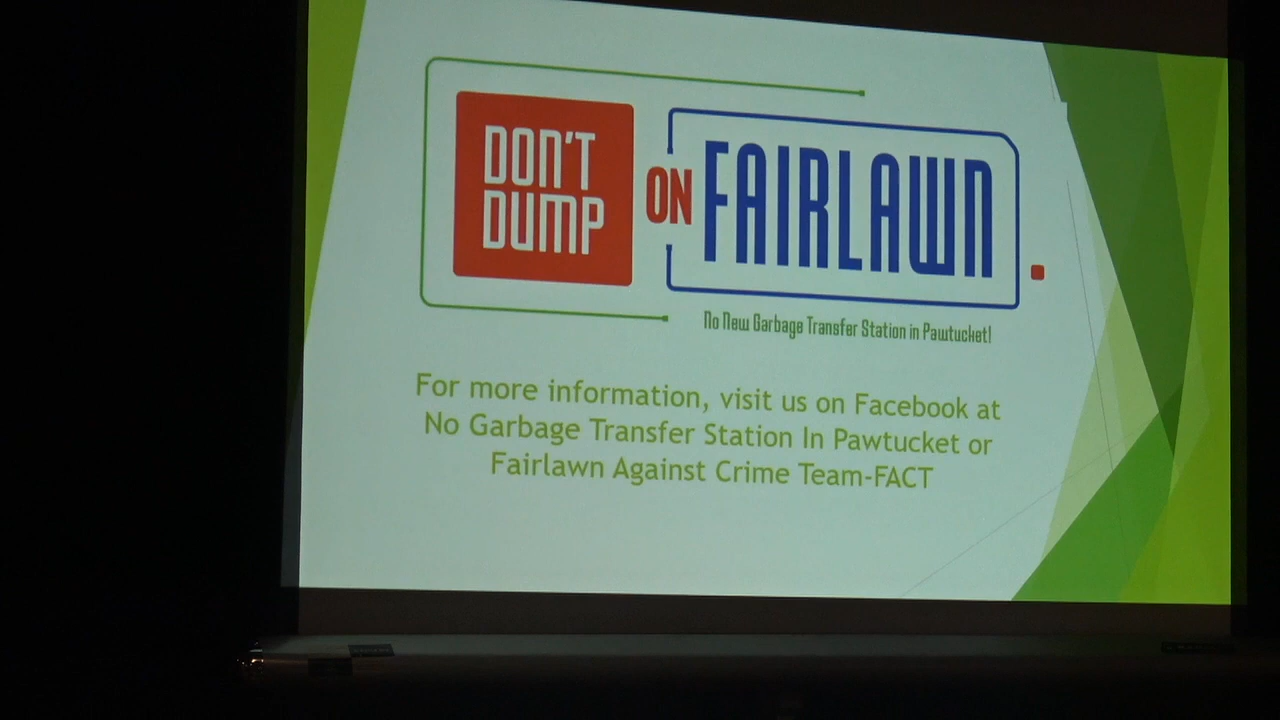 DON'T
DUMP
ON
FAIRLAWN.
No New Garbage Transfer Station in Pawtucket!
For more information, visit us on Facebook at
No Garbage Transfer Station In Pawtucket or
Fairlawn Against Crime Team-FACT